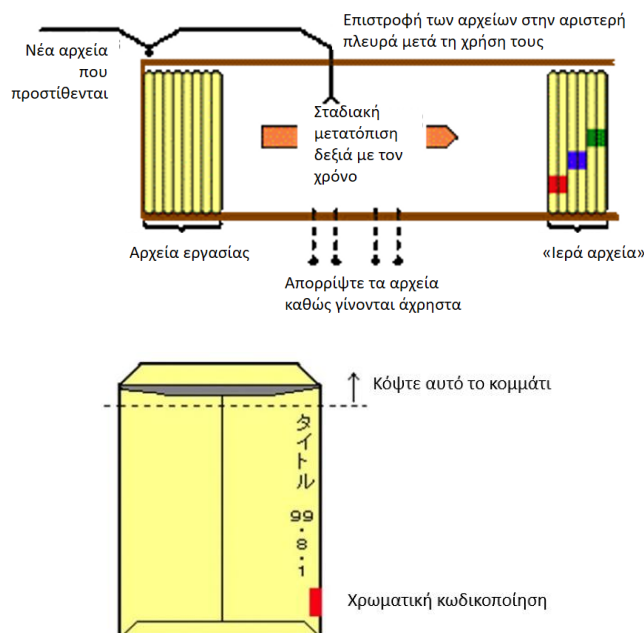 Επιστροφή των αρχείων στην αριστερή
πλευρά μετά τη χρήση τους
Νέα αρχεία
που
προστίθενται
Σταδιακή
μετατόπιση
δεξιά με τον
χρόνο
Αρχεία εργασίας
«Ιερά αρχεία»
Απορρίψτε τα αρχεία
καθώς γίνονται άχρηστα
Κόψτε αυτό το κομμάτι
タイトル 99・8・1
Χρωματική κωδικοποίηση